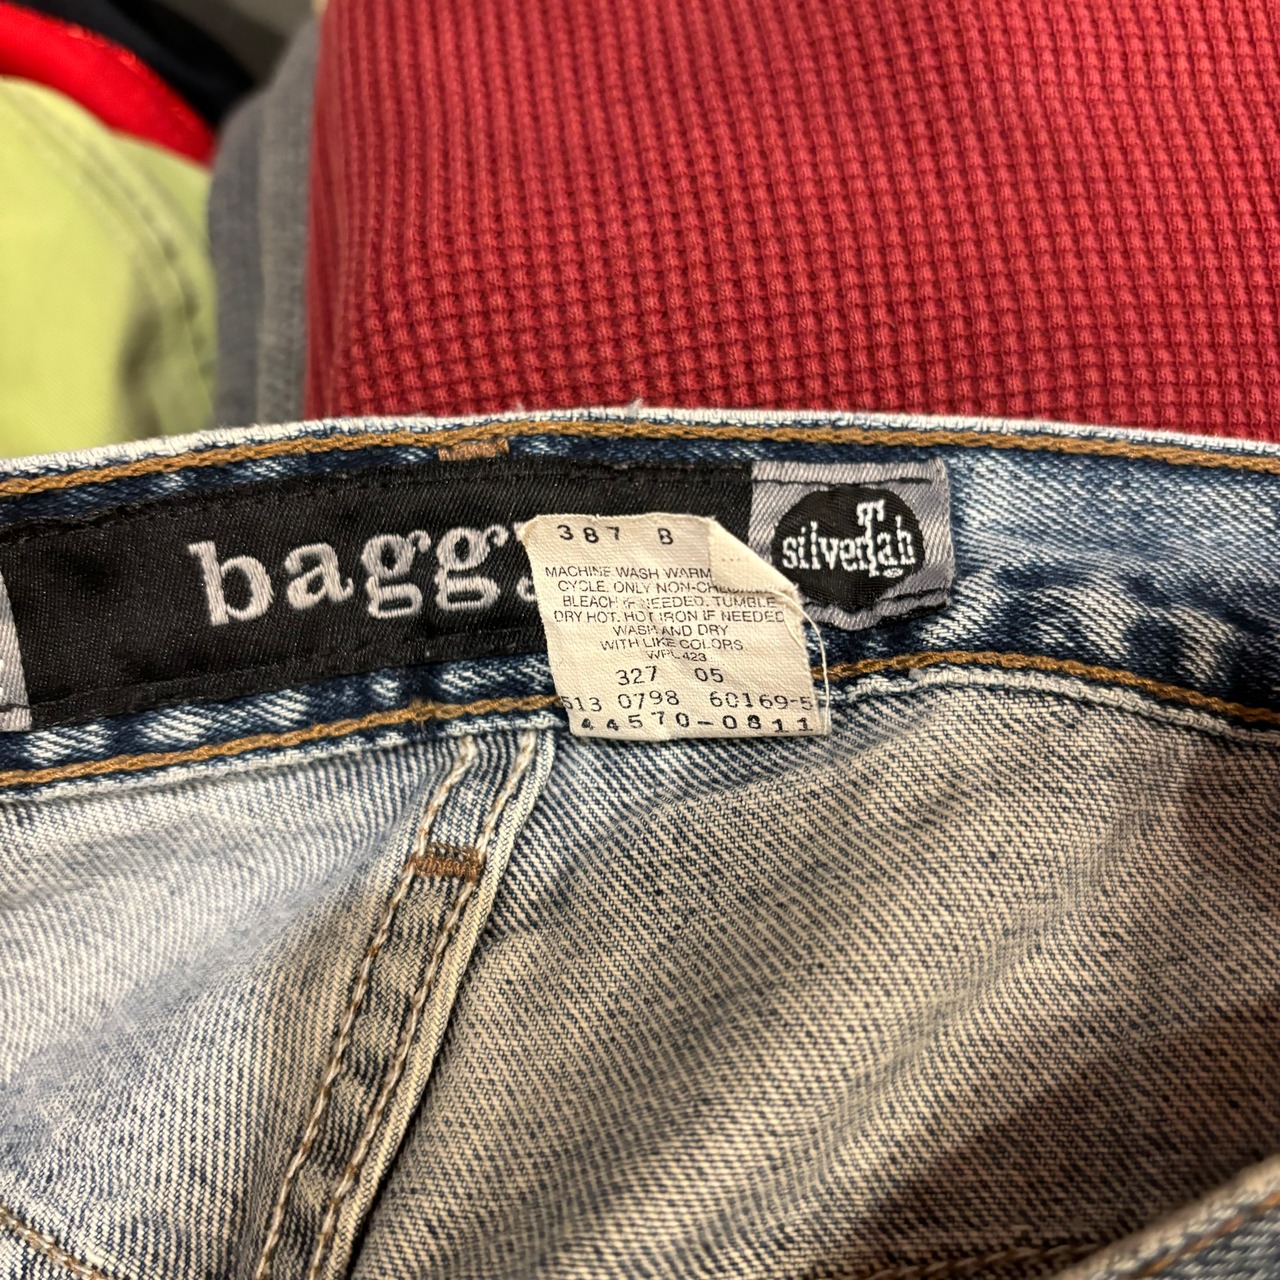 bagg
silvertab
387 B
MACHINE WASH WARM
CYCLE. ONLY NON-CHLO
BLEACH IF NEEDED. TUMBLE
DRY HOT. HOT IRON IF NEEDED
WASH AND DRY
WITH LIKE COLORS
WPL 423
327 05
513 0798 60169-5
44570-0811